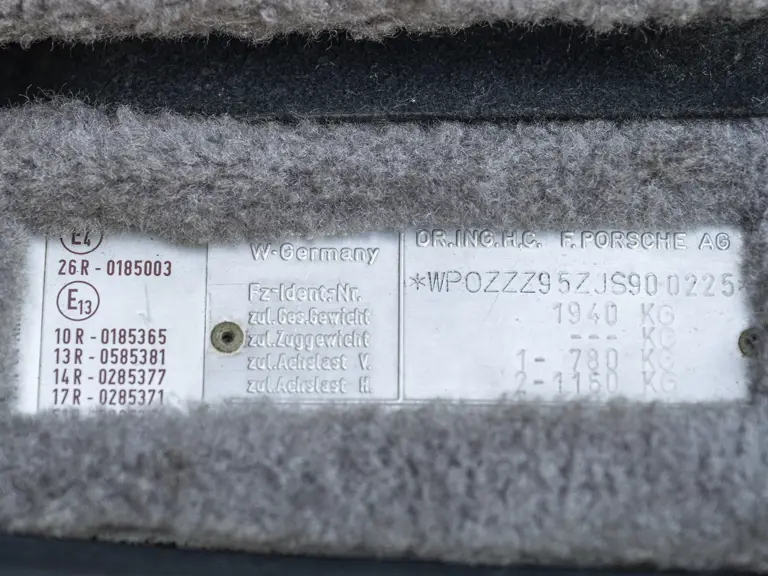 E4
26R-0185003
E13
10R-0185365
13R-0585381
14R-0285377
17R-0285371
W-Germany
Fz-Ident:-Nr.
zul.Ges.Gewicht
zul.Zuggewicht
zul.Achslast V.
zul.Achslast H.
DR.ING.H.C. F.PORSCHE AG
*WP0ZZZ95ZJS900225*
1940 KG
--- KG
1- 780 KG
2-1160 KG